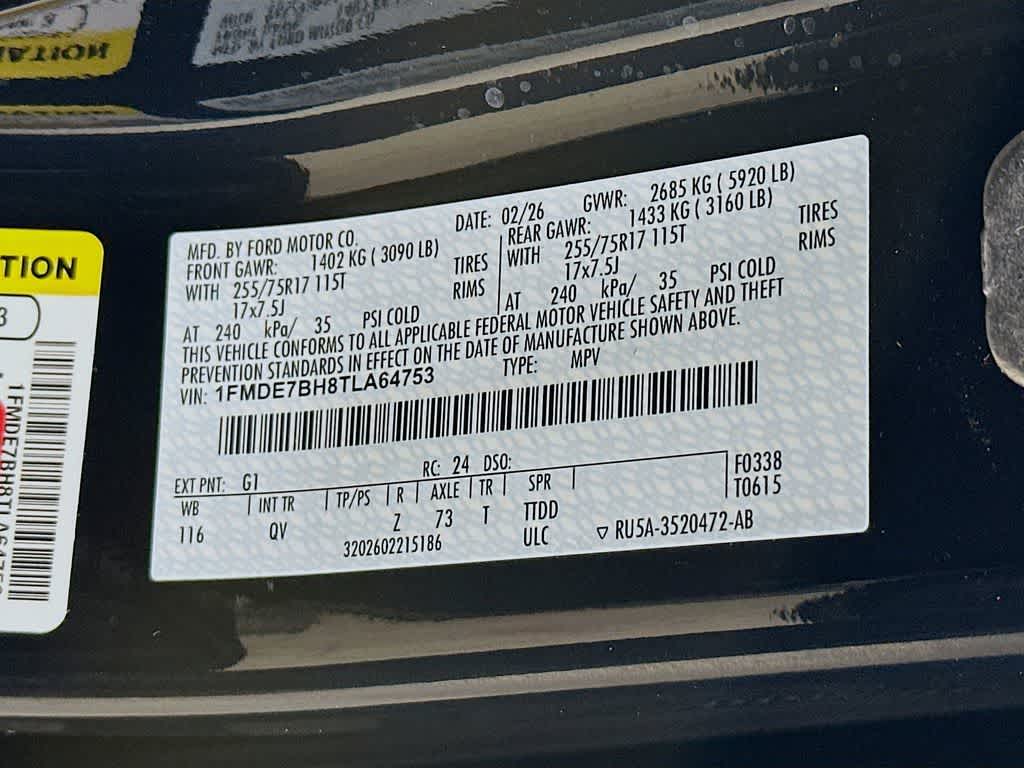 MFD. BY FORD MOTOR CO.
DATE: 02/26
GVWR: 2685 KG ( 5920 LB)
FRONT GAWR: 1402 KG ( 3090 LB)
WITH 255/75R17 115T TIRES
17x7.5J RIMS
AT 240 kPa/ 35 PSI COLD
REAR GAWR: 1433 KG ( 3160 LB)
WITH 255/75R17 115T TIRES
17x7.5J RIMS
AT 240 kPa/ 35 PSI COLD
THIS VEHICLE CONFORMS TO ALL APPLICABLE FEDERAL MOTOR VEHICLE SAFETY AND THEFT
PREVENTION STANDARDS IN EFFECT ON THE DATE OF MANUFACTURE SHOWN ABOVE.
VIN: 1FMDE7BH8TLA64753 TYPE: MPV
EXT PNT: G1 RC: 24 DSO:
WB INT TR TP/PS R AXLE TR SPR
116 QV Z 73 T TTDD
3202602215186 ULC
F0338
T0615
▽ RU5A-3520472-AB
TION
3
1FMDE7BH8TLA64753